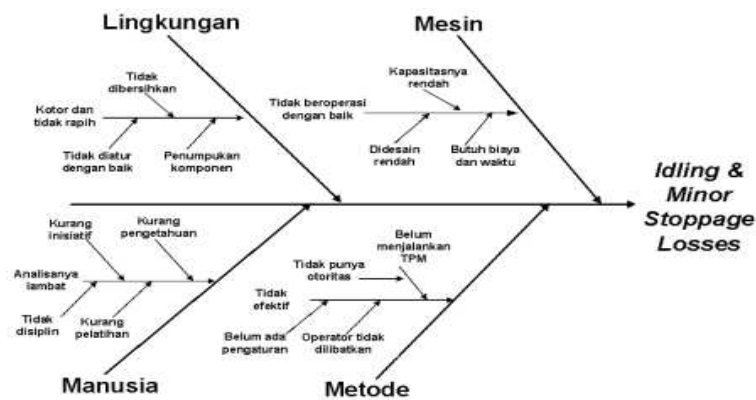 Lingkungan
Mesin
Tidak
dibersihkan
Kotor dan
tidak rapih
Tidak diatur
dengan baik
Penumpukan
komponen
Kapasitasnya
rendah
Tidak beroperasi
dengan baik
Didesain
rendah
Butuh biaya
dan waktu
Idling &
Minor
Stoppage
Losses
Kurang
inisiatif
Kurang
pengetahuan
Analisanya
lambat
Tidak
disiplin
Kurang
pelatihan
Belum
menjalankan
TPM
Tidak punya
otoritas
Tidak
efektif
Belum ada
pengaturan
Operator tidak
dilibatkan
Manusia
Metode